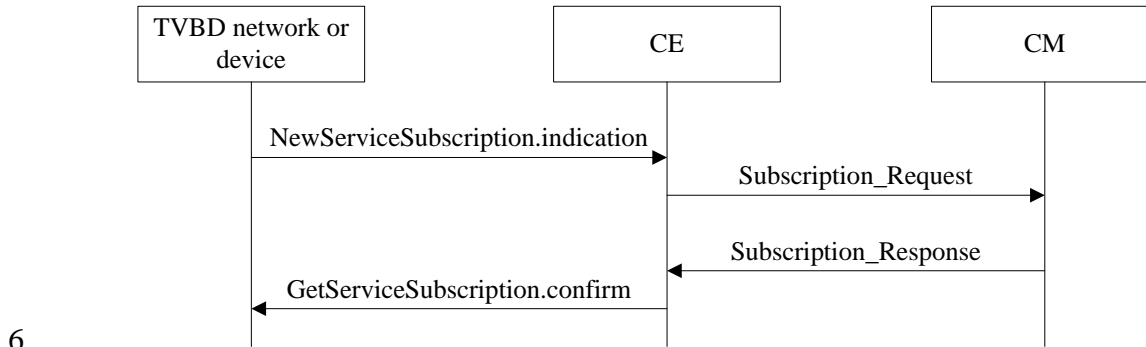 TVBD network or
device
CE
CM
NewServiceSubscription.indication
Subscription_Request
Subscription_Response
GetServiceSubscription.confirm
6